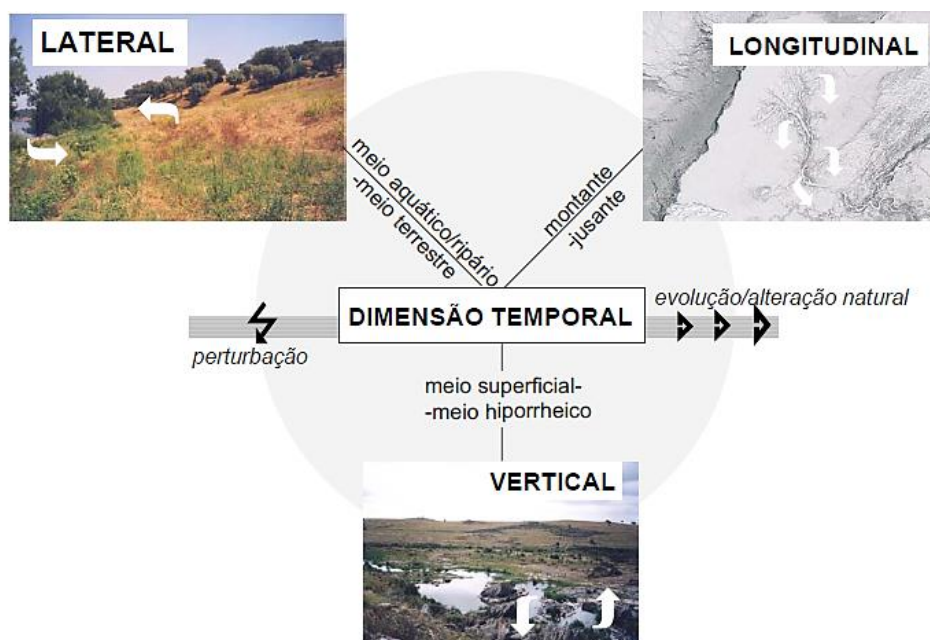 LATERAL
LONGITUDINAL
meio aquático/ripário
-meio terrestre
montante
-jusante
DIMENSÃO TEMPORAL
evolução/alteração natural
perturbação
meio superficial-
-meio hiporrheico
VERTICAL